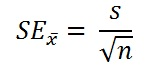 SE_x̄ = s / √n